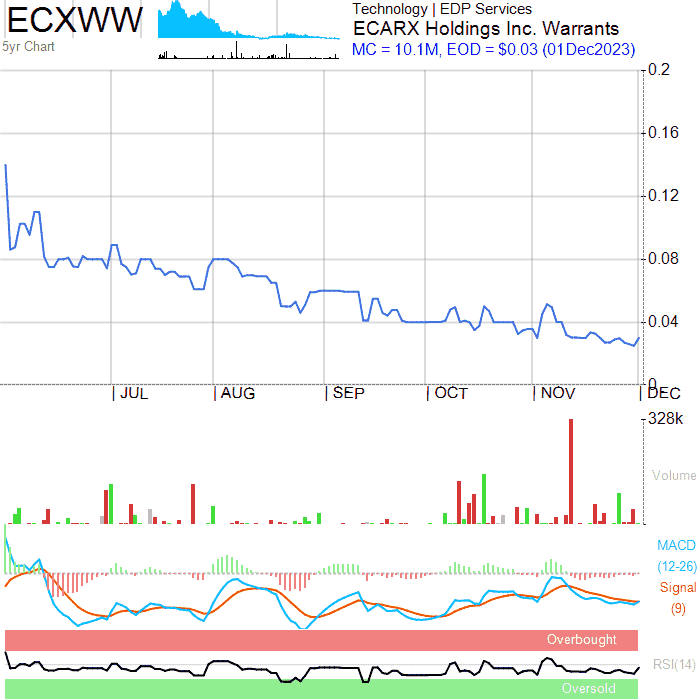 ECXWW
5yr Chart
Technology | EDP Services
ECARX Holdings Inc. Warrants
MC = 10.1M, EOD = $0.03 (01Dec2023)
0.2
0.16
0.12
0.08
0.04
0
JUL AUG SEP OCT NOV DEC
328k
Volume
MACD
(12-26)
Signal
(9)
Overbought
RSI(14)
Oversold